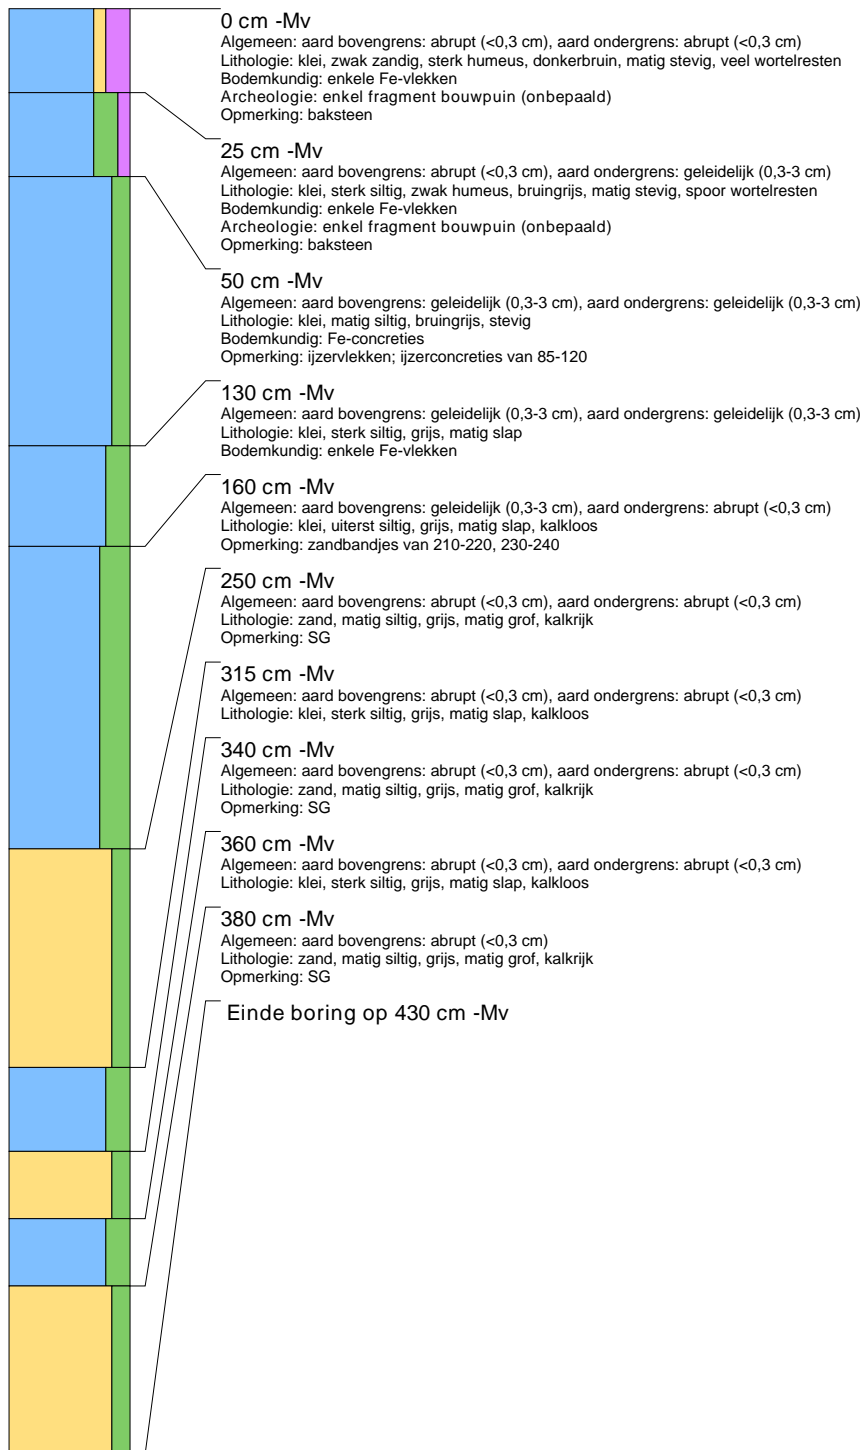 0 cm -Mv
Algemeen: aard bovengrens: abrupt (<0,3 cm), aard ondergrens: abrupt (<0,3 cm)
Lithologie: klei, zwak zandig, sterk humeus, donkerbruin, matig stevig, veel wortelresten
Bodemkundig: enkele Fe-vlekken
Archeologie: enkel fragment bouwpuin (onbepaald)
Opmerking: baksteen
25 cm -Mv
Algemeen: aard bovengrens: abrupt (<0,3 cm), aard ondergrens: geleidelijk (0,3-3 cm)
Lithologie: klei, sterk siltig, zwak humeus, bruingrijs, matig stevig, spoor wortelresten
Bodemkundig: enkele Fe-vlekken
Archeologie: enkel fragment bouwpuin (onbepaald)
Opmerking: baksteen
50 cm -Mv
Algemeen: aard bovengrens: geleidelijk (0,3-3 cm), aard ondergrens: geleidelijk (0,3-3 cm)
Lithologie: klei, matig siltig, bruingrijs, stevig
Bodemkundig: Fe-concreties
Opmerking: ijzervlekken; ijzerconcreties van 85-120
130 cm -Mv
Algemeen: aard bovengrens: geleidelijk (0,3-3 cm), aard ondergrens: geleidelijk (0,3-3 cm)
Lithologie: klei, sterk siltig, grijs, matig slap
Bodemkundig: enkele Fe-vlekken
160 cm -Mv
Algemeen: aard bovengrens: geleidelijk (0,3-3 cm), aard ondergrens: abrupt (<0,3 cm)
Lithologie: klei, uiterst siltig, grijs, matig slap, kalkloos
Opmerking: zandbandjes van 210-220, 230-240
250 cm -Mv
Algemeen: aard bovengrens: abrupt (<0,3 cm), aard ondergrens: abrupt (<0,3 cm)
Lithologie: zand, matig siltig, grijs, matig grof, kalkrijk
Opmerking: SG
315 cm -Mv
Algemeen: aard bovengrens: abrupt (<0,3 cm), aard ondergrens: abrupt (<0,3 cm)
Lithologie: klei, sterk siltig, grijs, matig slap, kalkloos
340 cm -Mv
Algemeen: aard bovengrens: abrupt (<0,3 cm), aard ondergrens: abrupt (<0,3 cm)
Lithologie: zand, matig siltig, grijs, matig grof, kalkrijk
Opmerking: SG
360 cm -Mv
Algemeen: aard bovengrens: abrupt (<0,3 cm), aard ondergrens: abrupt (<0,3 cm)
Lithologie: klei, sterk siltig, grijs, matig slap, kalkloos
380 cm -Mv
Algemeen: aard bovengrens: abrupt (<0,3 cm)
Lithologie: zand, matig siltig, grijs, matig grof, kalkrijk
Opmerking: SG
Einde boring op 430 cm -Mv